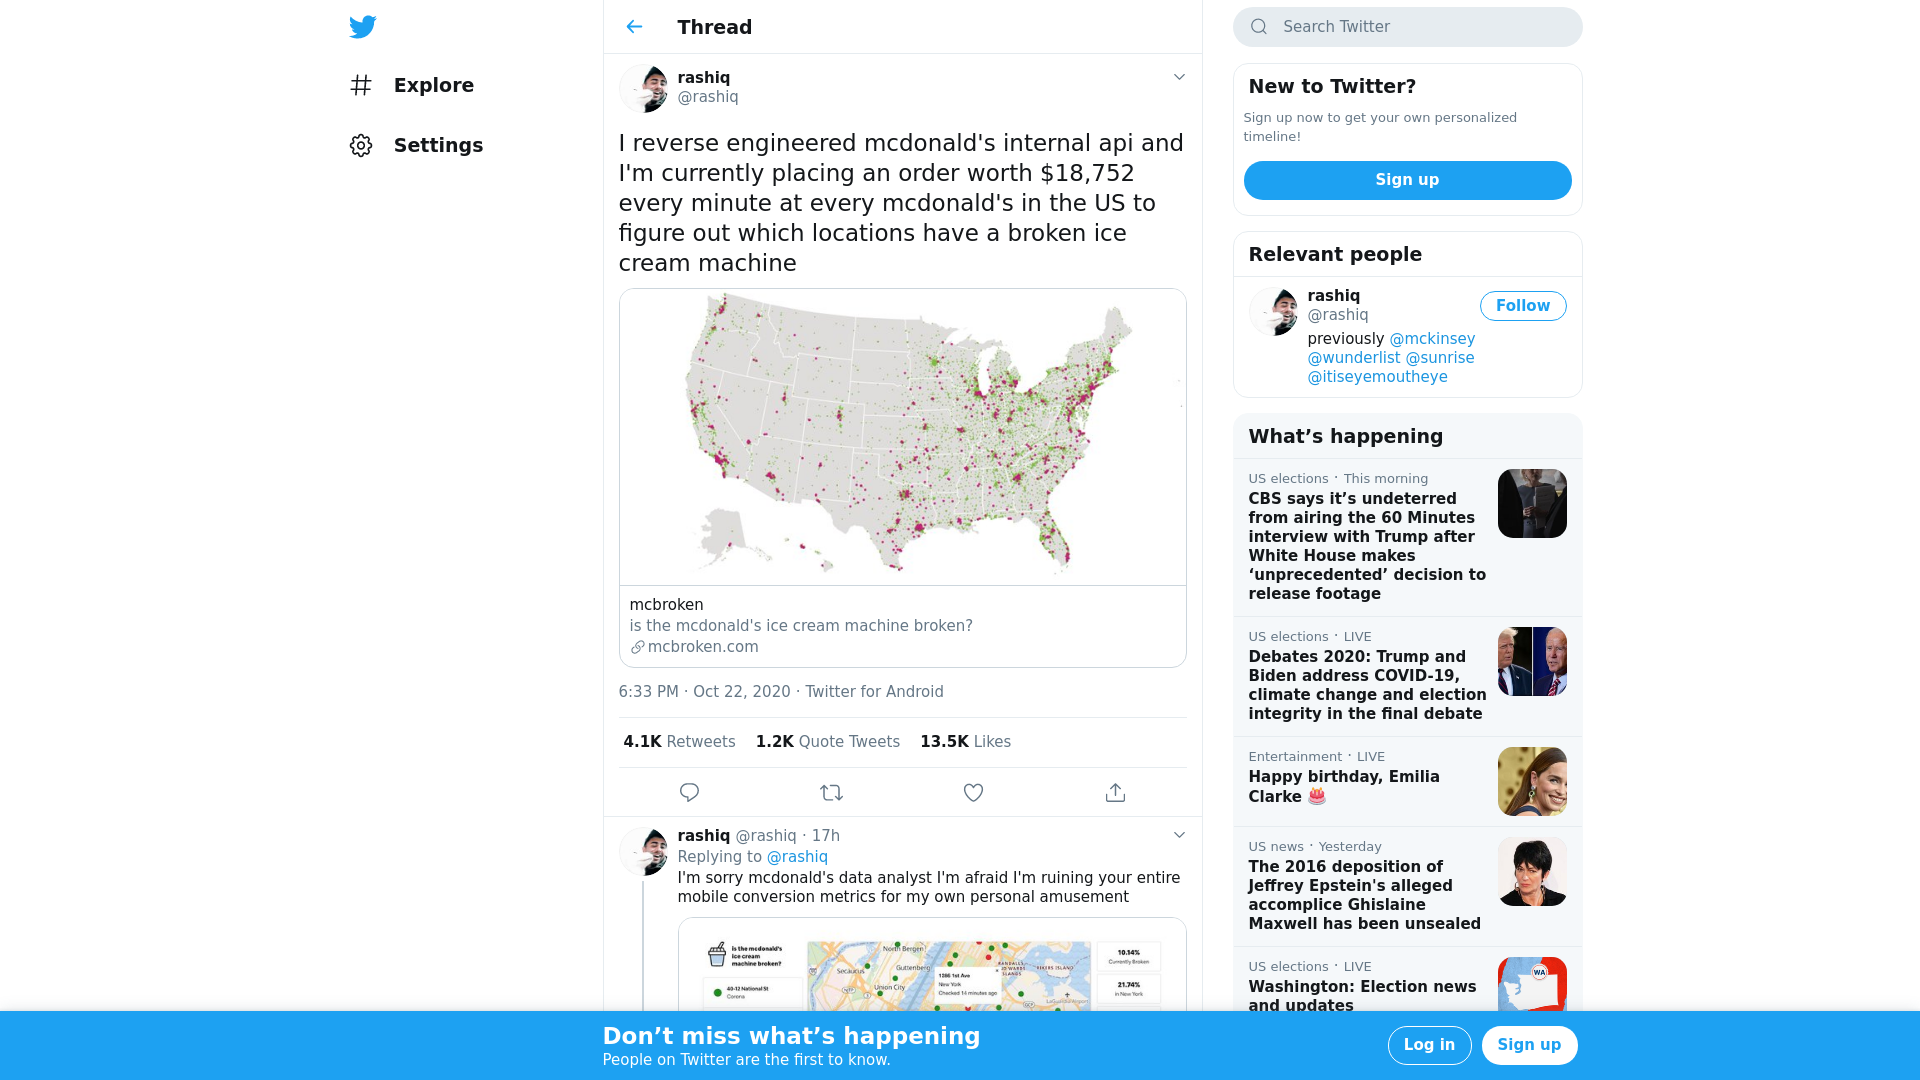 Explore
Settings
Thread
rashiq
@rashiq
I reverse engineered mcdonald's internal api and
I'm currently placing an order worth $18,752
every minute at every mcdonald's in the US to
figure out which locations have a broken ice
cream machine
mcbroken
is the mcdonald's ice cream machine broken?
mcbroken.com
6:33 PM · Oct 22, 2020 · Twitter for Android
4.1K Retweets 1.2K Quote Tweets 13.5K Likes
rashiq @rashiq · 17h
Replying to @rashiq
I'm sorry mcdonald's data analyst I'm afraid I'm ruining your entire
mobile conversion metrics for my own personal amusement
is the mcdonald's
ice cream
machine broken?
40-12 National St
Corona
North Bergen
Secaucus
Guttenberg
Union City
1286 1st Ave
New York
Checked 14 minutes ago
RIKERS ISLAND
10.14%
Currently Broken
21.74%
in New York
Search Twitter
New to Twitter?
Sign up now to get your own personalized
timeline!
Sign up
Relevant people
rashiq
@rashiq
Follow
previously @mckinsey
@wunderlist @sunrise
@itiseyemoutheye
What’s happening
US elections · This morning
CBS says it’s undeterred
from airing the 60 Minutes
interview with Trump after
White House makes
‘unprecedented’ decision to
release footage
US elections · LIVE
Debates 2020: Trump and
Biden address COVID-19,
climate change and election
integrity in the final debate
Entertainment · LIVE
Happy birthday, Emilia
Clarke 🎂
US news · Yesterday
The 2016 deposition of
Jeffrey Epstein's alleged
accomplice Ghislaine
Maxwell has been unsealed
US elections · LIVE
Washington: Election news
and updates
WA
Don’t miss what’s happening
People on Twitter are the first to know.
Log in
Sign up